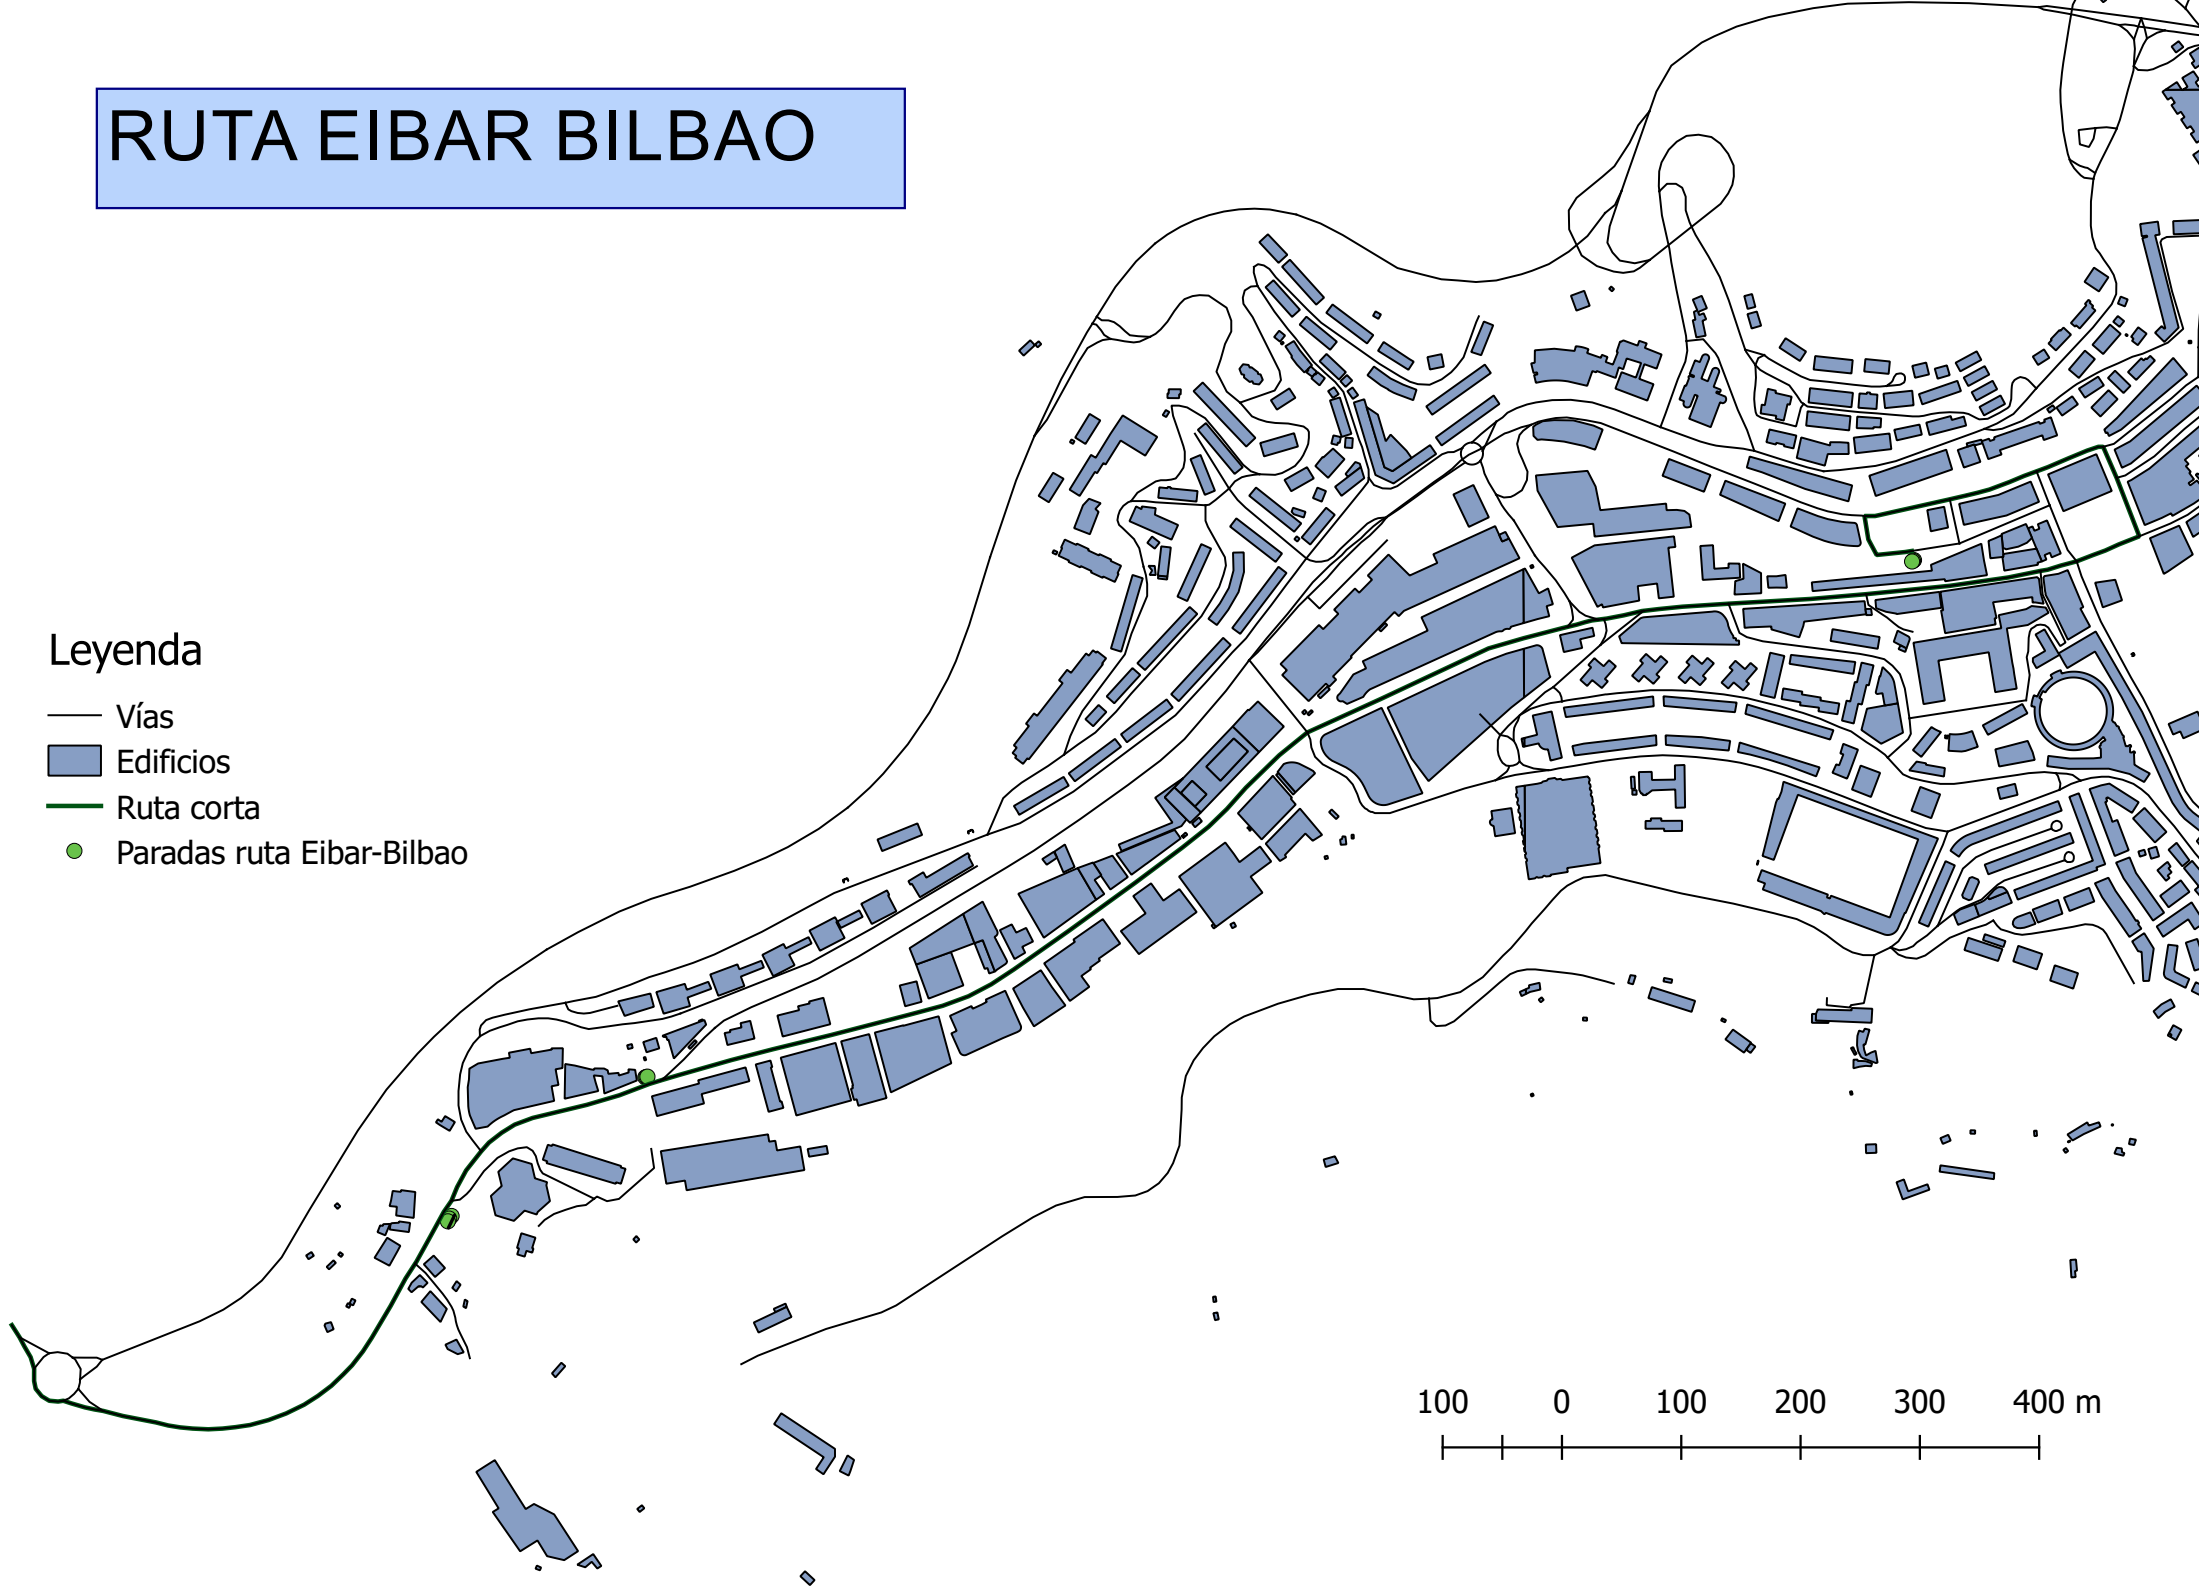 RUTA EIBAR BILBAO
Leyenda
Vías
Edificios
Ruta corta
Paradas ruta Eibar-Bilbao
100 0 100 200 300 400 m